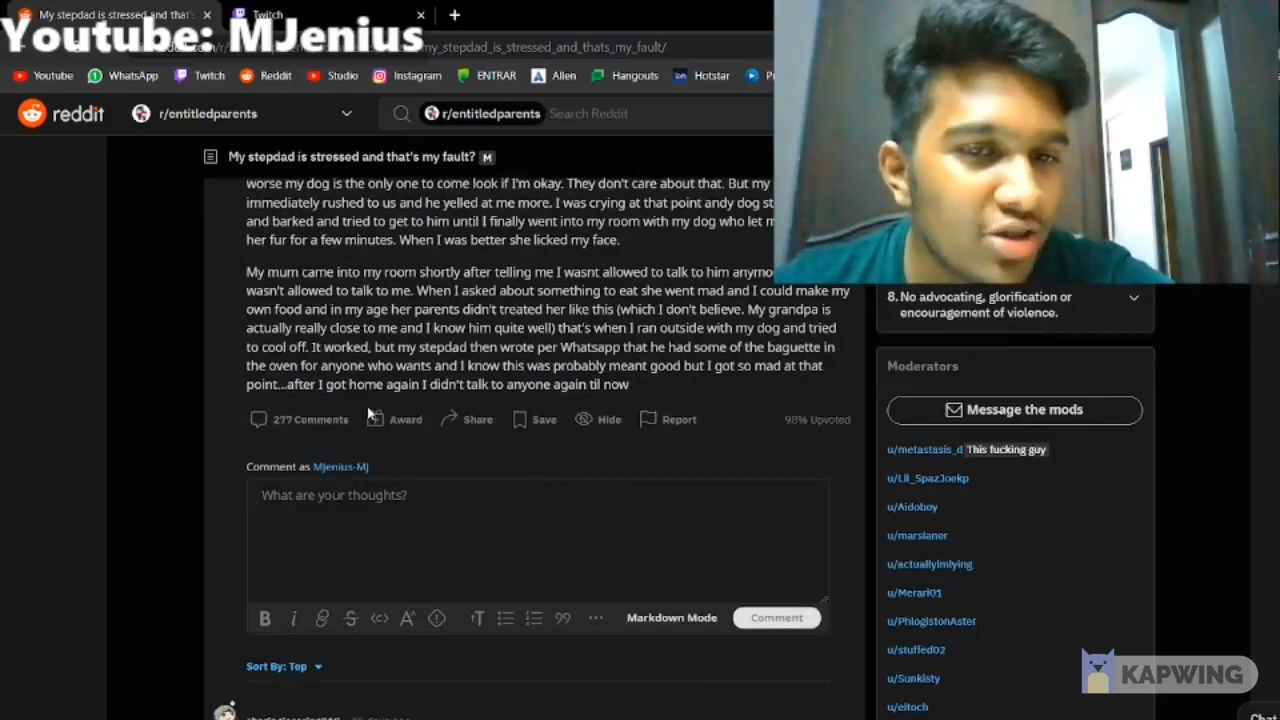 My stepdad is stressed and that's
Twitch
Youtube: MJenius
my_stepdad_is_stressed_and_thats_my_fault/
Youtube WhatsApp Twitch Reddit Studio Instagram ENTRAR Allen Hangouts Hotstar
reddit r/entitledparents r/entitledparents Search Reddit
My stepdad is stressed and that's my fault? M
worse my dog is the only one to come look if I'm okay. They don't care about that. But my
immediately rushed to us and he yelled at me more. I was crying at that point andy dog st
and barked and tried to get to him until I finally went into my room with my dog who let m
her fur for a few minutes. When I was better she licked my face.
My mum came into my room shortly after telling me I wasnt allowed to talk to him anymo
wasn't allowed to talk to me. When I asked about something to eat she went mad and I could make my
own food and in my age her parents didn't treated her like this (which I don't believe. My grandpa is
actually really close to me and I know him quite well) that's when I ran outside with my dog and tried
to cool off. It worked, but my stepdad then wrote per Whatsapp that he had some of the baguette in
the oven for anyone who wants and I know this was probably meant good but I got so mad at that
point...after I got home again I didn't talk to anyone again til now
277 Comments Award Share Save Hide Report 98% Upvoted
Comment as MJenius-MJ
What are your thoughts?
B i Markdown Mode Comment
Sort By: Top
8. No advocating, glorification or
encouragement of violence.
Moderators
Message the mods
u/metastasis_d This fucking guy
u/Lil_SpazJoekp
u/Aidoboy
u/marsianer
u/actuallyimlying
u/Merari01
u/PhlogistonAster
u/stuffed02
u/Sunkisty
u/eltoch
KAPWING